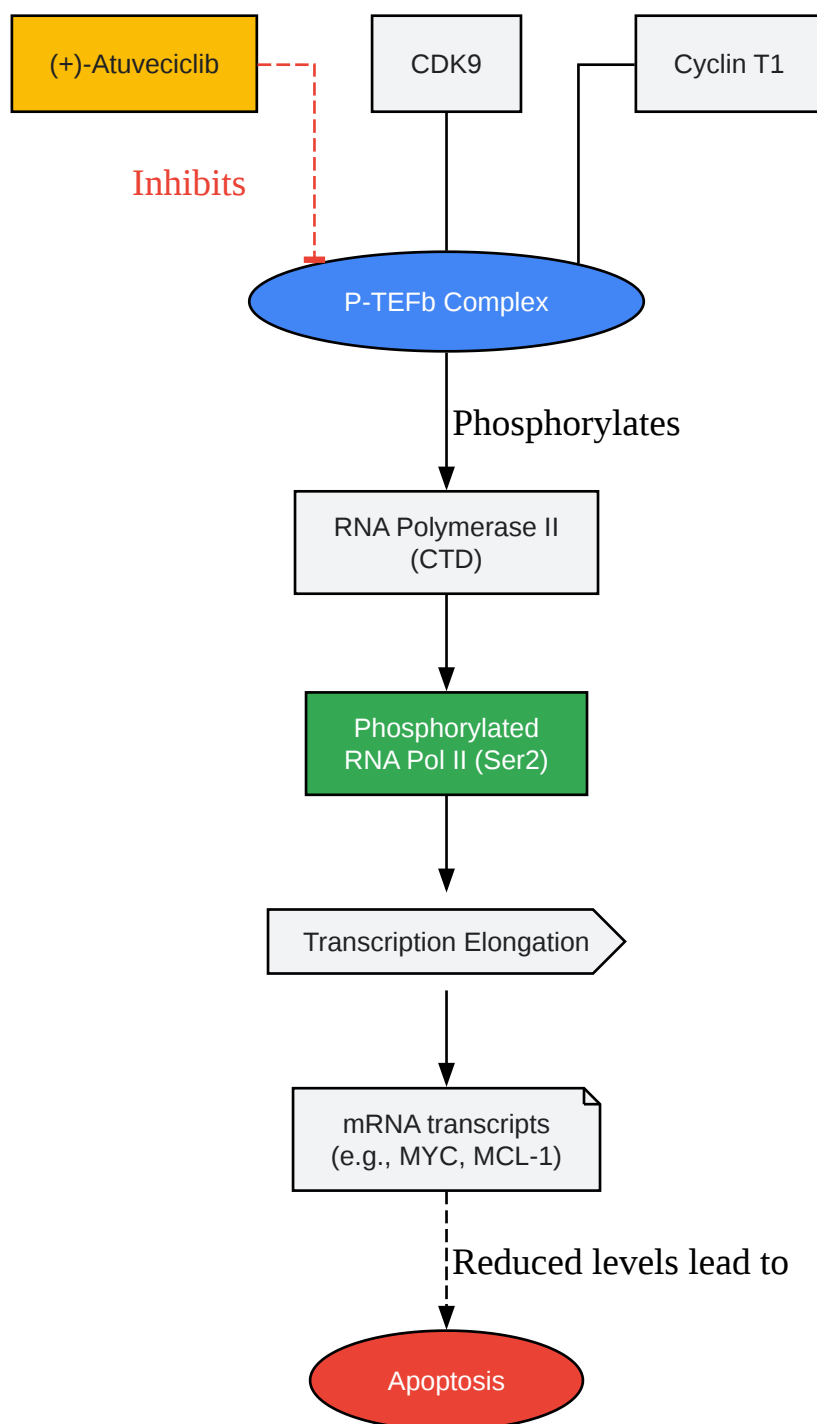 (+)-Atuveciclib
CDK9
Cyclin T1
Inhibits
P-TEFb Complex
Phosphorylates
RNA Polymerase II
(CTD)
Phosphorylated
RNA Pol II (Ser2)
Transcription Elongation
mRNA transcripts
(e.g., MYC, MCL-1)
Reduced levels lead to
Apoptosis